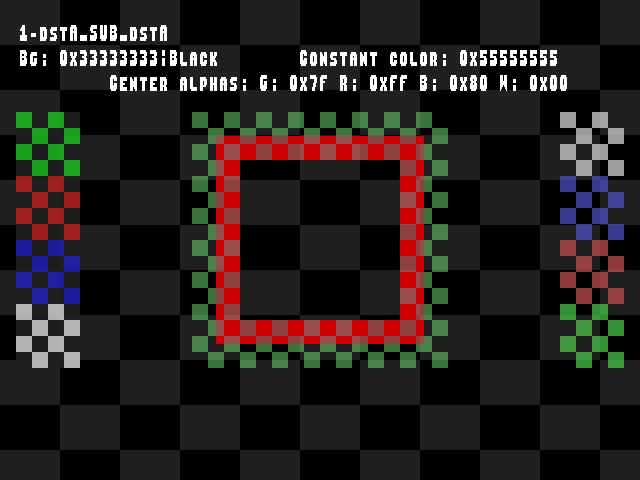 1-dstA_SUB_dstA
Bg: 0x33333333¦Black Constant color: 0x55555555
Center alphas: G: 0x7F R: 0xFF B: 0x80 W: 0x00